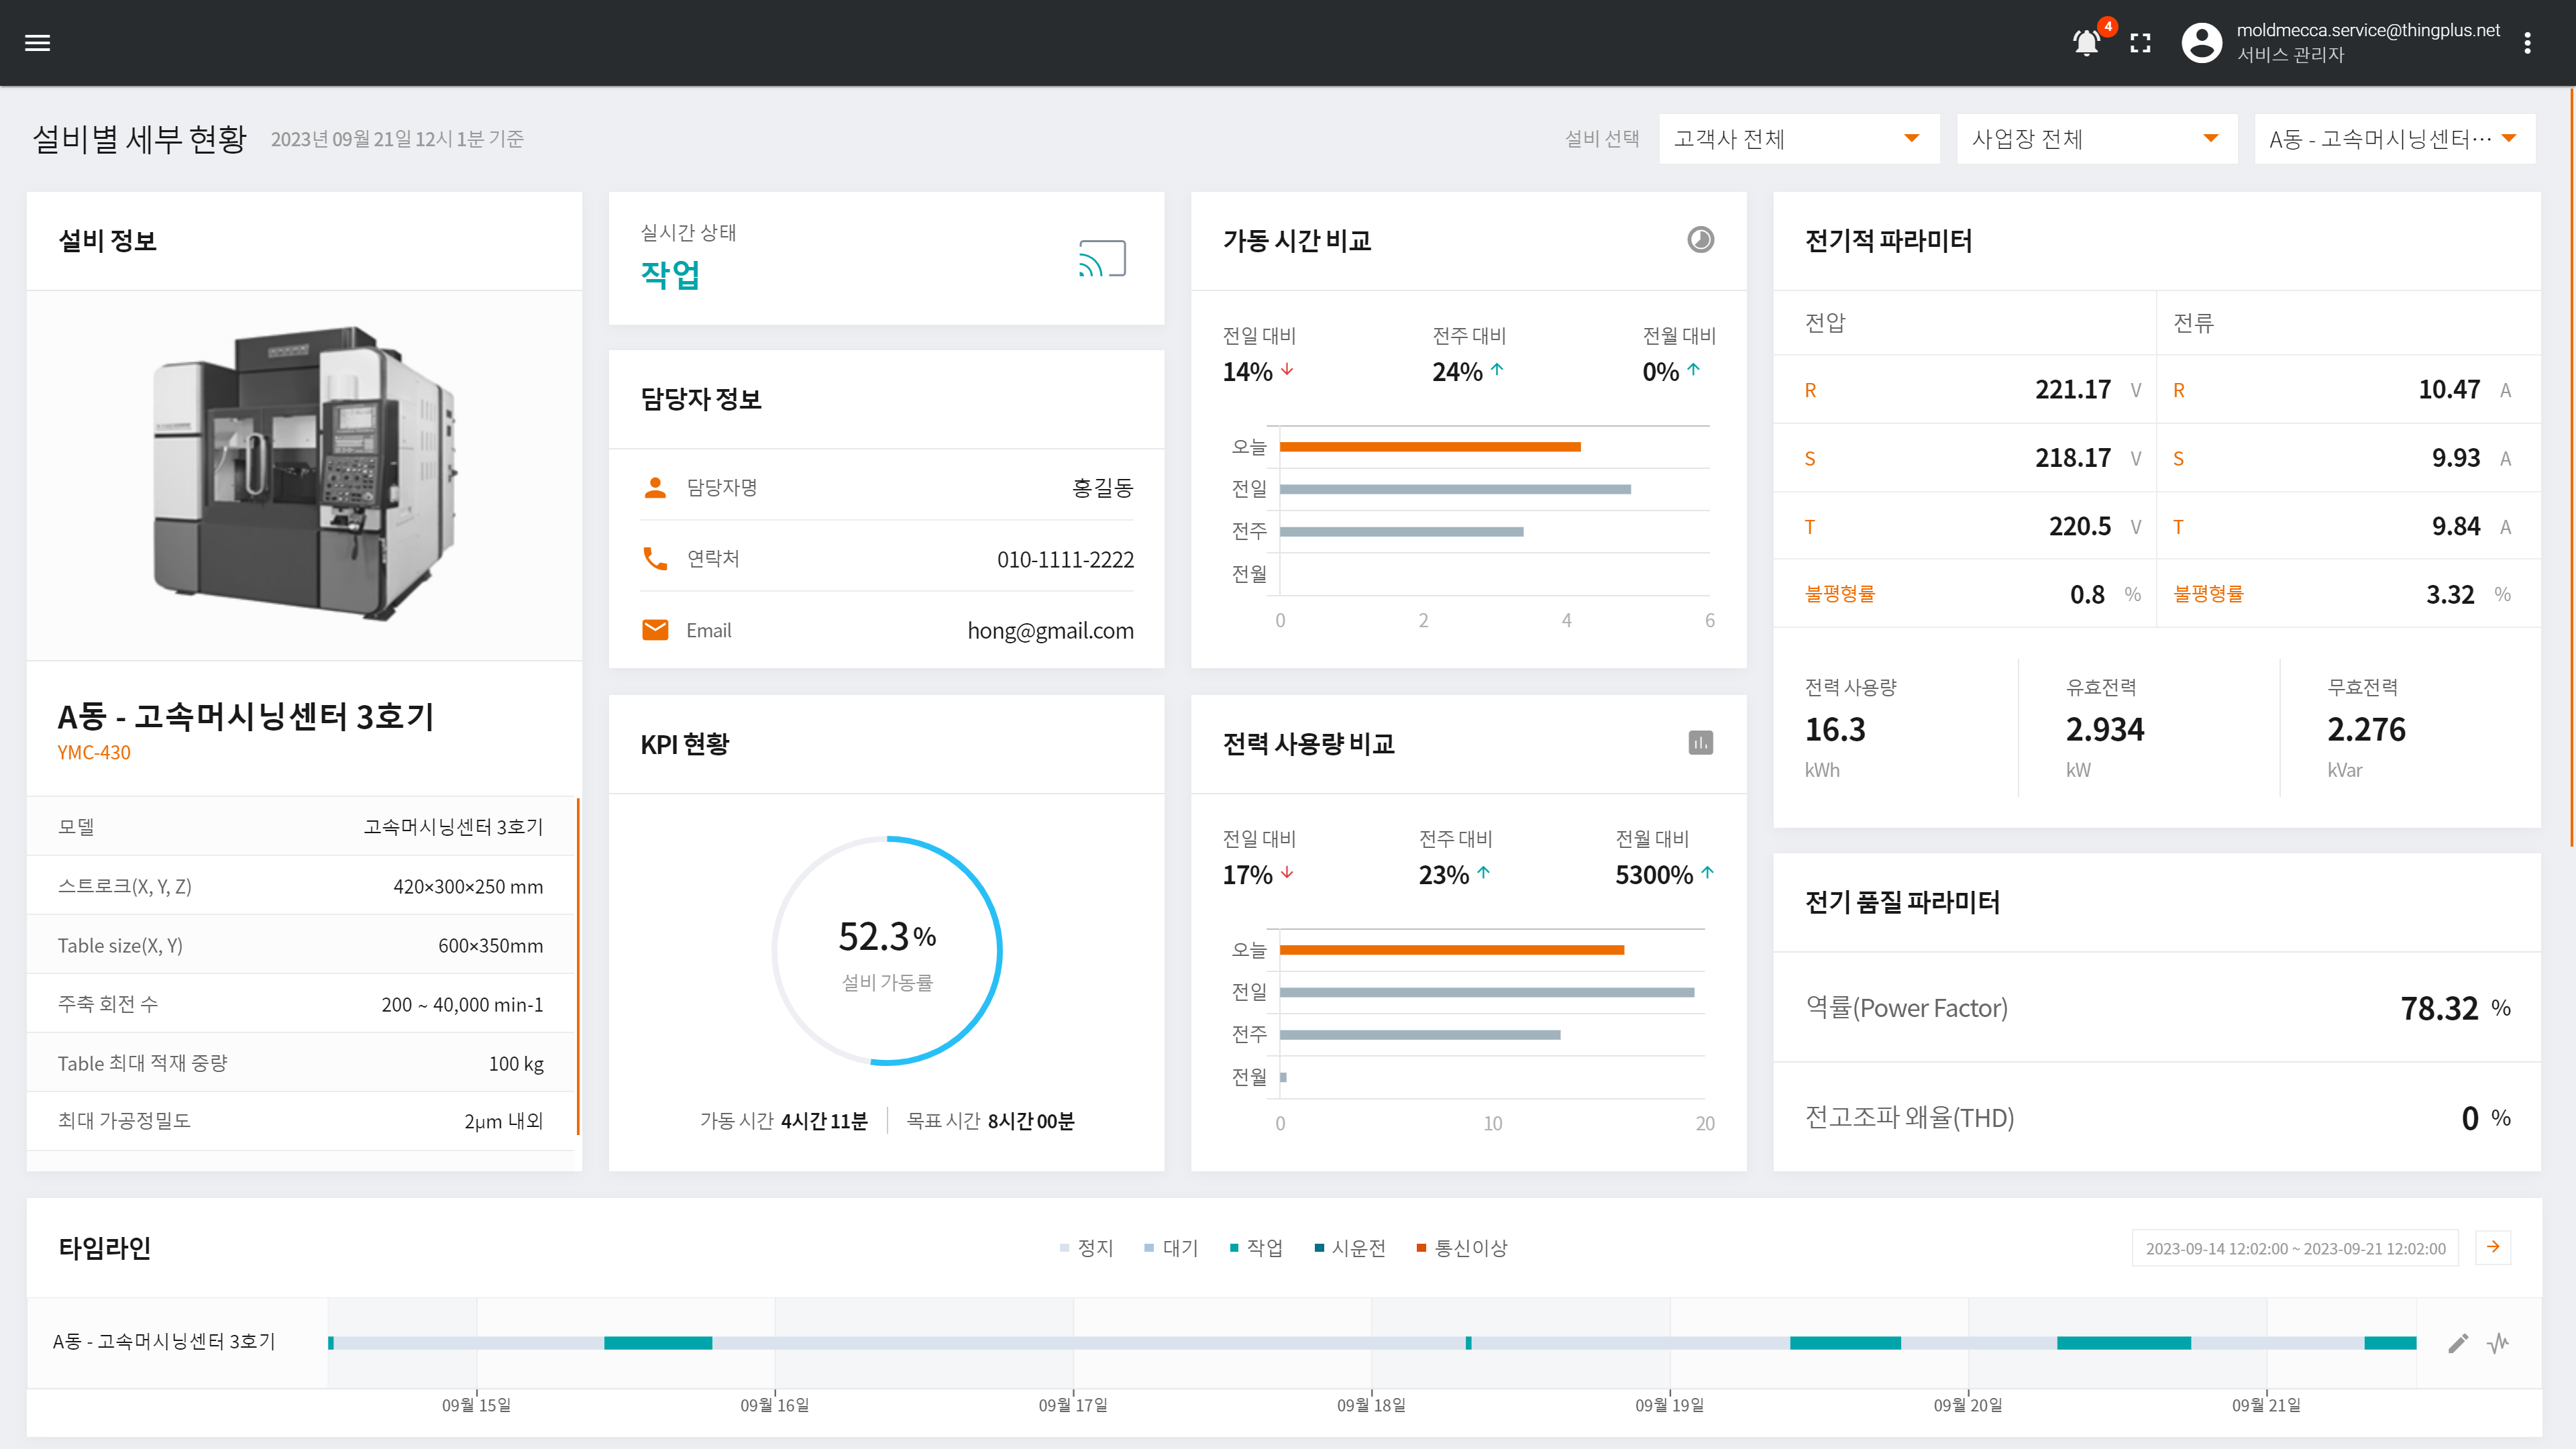 4
moldmecca.service@thingplus.net
서비스 관리자
설비별 세부 현황
2023년 09월 21일 12시 1분 기준
설비 선택
고객사 전체
사업장 전체
A동 - 고속머시닝센터…
설비 정보
A동 - 고속머시닝센터 3호기
YMC-430
모델 고속머시닝센터 3호기
스트로크(X, Y, Z) 420×300×250 mm
Table size(X, Y) 600×350mm
주축 회전 수 200 ~ 40,000 min-1
Table 최대 적재 중량 100 kg
최대 가공정밀도 2µm 내외
실시간 상태
작업
담당자 정보
담당자명 홍길동
연락처 010-1111-2222
Email hong@gmail.com
KPI 현황
52.3%
설비 가동률
가동 시간 4시간 11분 목표 시간 8시간 00분
가동 시간 비교
전일 대비 전주 대비 전월 대비
14% 24% 0%
오늘
전일
전주
전월
0 2 4 6
전력 사용량 비교
전일 대비 전주 대비 전월 대비
17% 23% 5300%
오늘
전일
전주
전월
0 10 20
전기적 파라미터
전압 전류
R 221.17 V R 10.47 A
S 218.17 V S 9.93 A
T 220.5 V T 9.84 A
불평형률 0.8 % 불평형률 3.32 %
전력 사용량 유효전력 무효전력
16.3 2.934 2.276
kWh kW kVar
전기 품질 파라미터
역률(Power Factor) 78.32 %
전고조파 왜율(THD) 0 %
타임라인
정지 대기 작업 시운전 통신이상
2023-09-14 12:02:00 ~ 2023-09-21 12:02:00
A동 - 고속머시닝센터 3호기
09월 15일 09월 16일 09월 17일 09월 18일 09월 19일 09월 20일 09월 21일